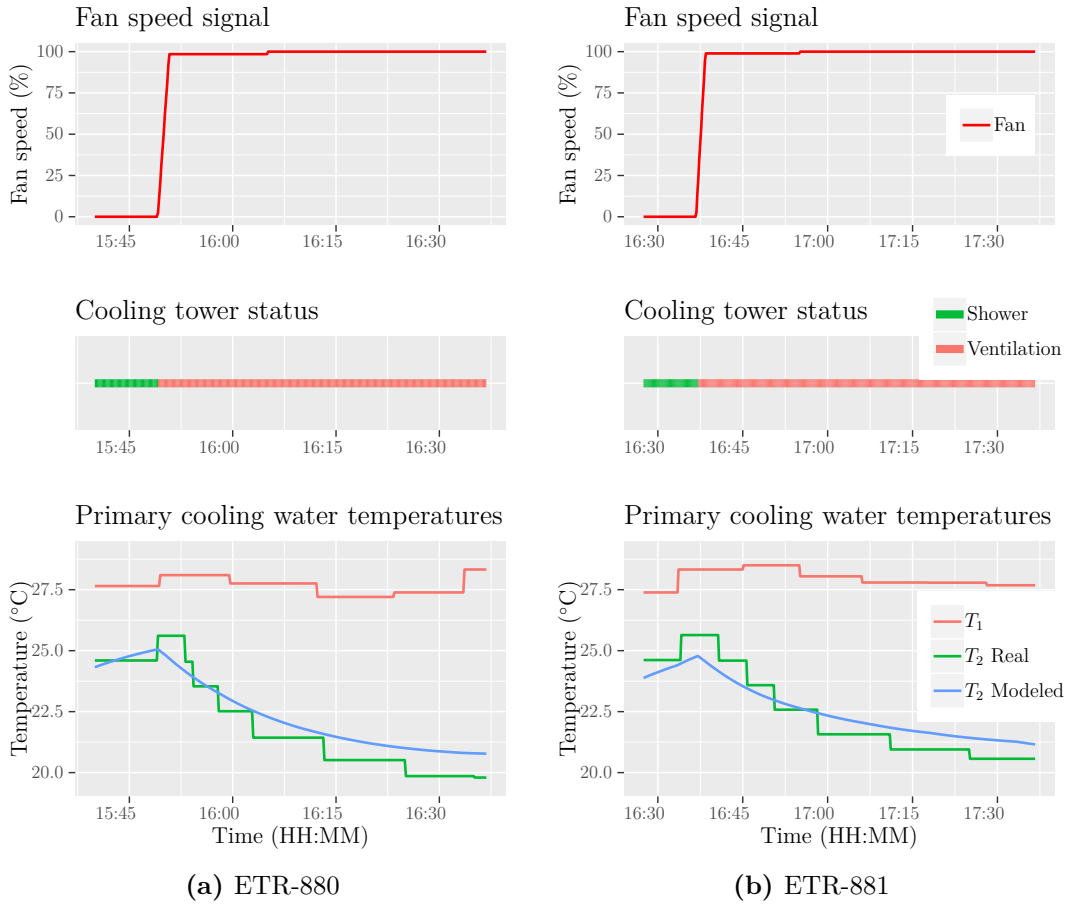 Fan speed signal
Fan speed (%)
100
75
50
25
0
15:45 16:00 16:15 16:30
Cooling tower status
15:45 16:00 16:15 16:30
Primary cooling water temperatures
Temperature (°C)
27.5
25.0
22.5
20.0
15:45 16:00 16:15 16:30
Time (HH:MM)
(a) ETR-880
Fan speed signal
Fan speed (%)
100
75
50
25
0
Fan
16:30 16:45 17:00 17:15 17:30
Cooling tower status
Shower
Ventilation
16:30 16:45 17:00 17:15 17:30
Primary cooling water temperatures
Temperature (°C)
27.5
25.0
22.5
20.0
T₁
T₂ Real
T₂ Modeled
16:30 16:45 17:00 17:15 17:30
Time (HH:MM)
(b) ETR-881